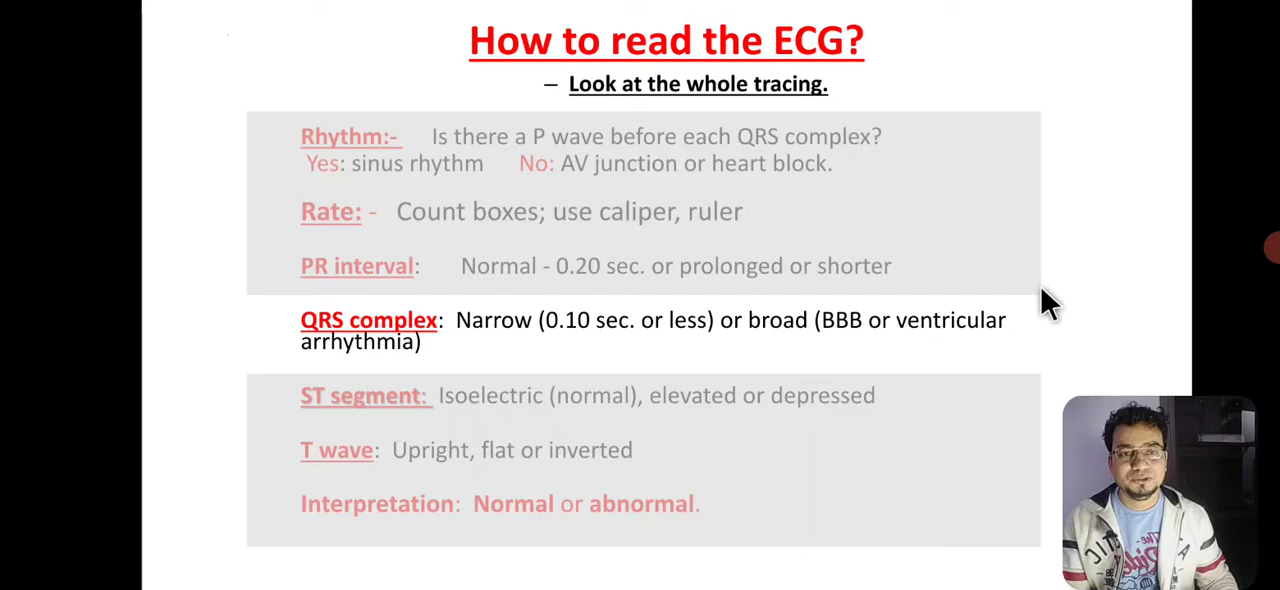 How to read the ECG?
– Look at the whole tracing.
Rhythm:- Is there a P wave before each QRS complex?
Yes: sinus rhythm No: AV junction or heart block.
Rate: - Count boxes; use caliper, ruler
PR interval: Normal - 0.20 sec. or prolonged or shorter
QRS complex: Narrow (0.10 sec. or less) or broad (BBB or ventricular
arrhythmia)
ST segment: Isoelectric (normal), elevated or depressed
T wave: Upright, flat or inverted
Interpretation: Normal or abnormal.